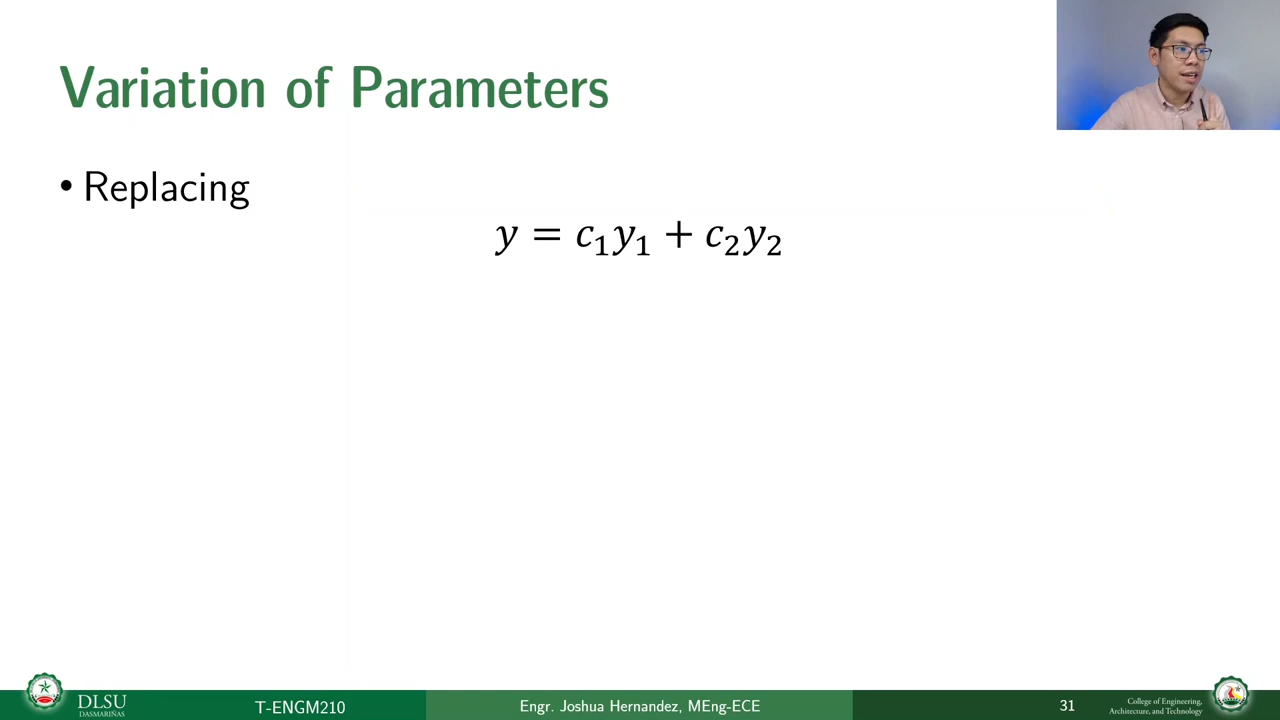 Variation of Parameters
• Replacing
y = c₁y₁ + c₂y₂
DLSU
DASMARIÑAS
T-ENGM210
Engr. Joshua Hernandez, MEng-ECE
31
College of Engineering,
Architecture, and Technology